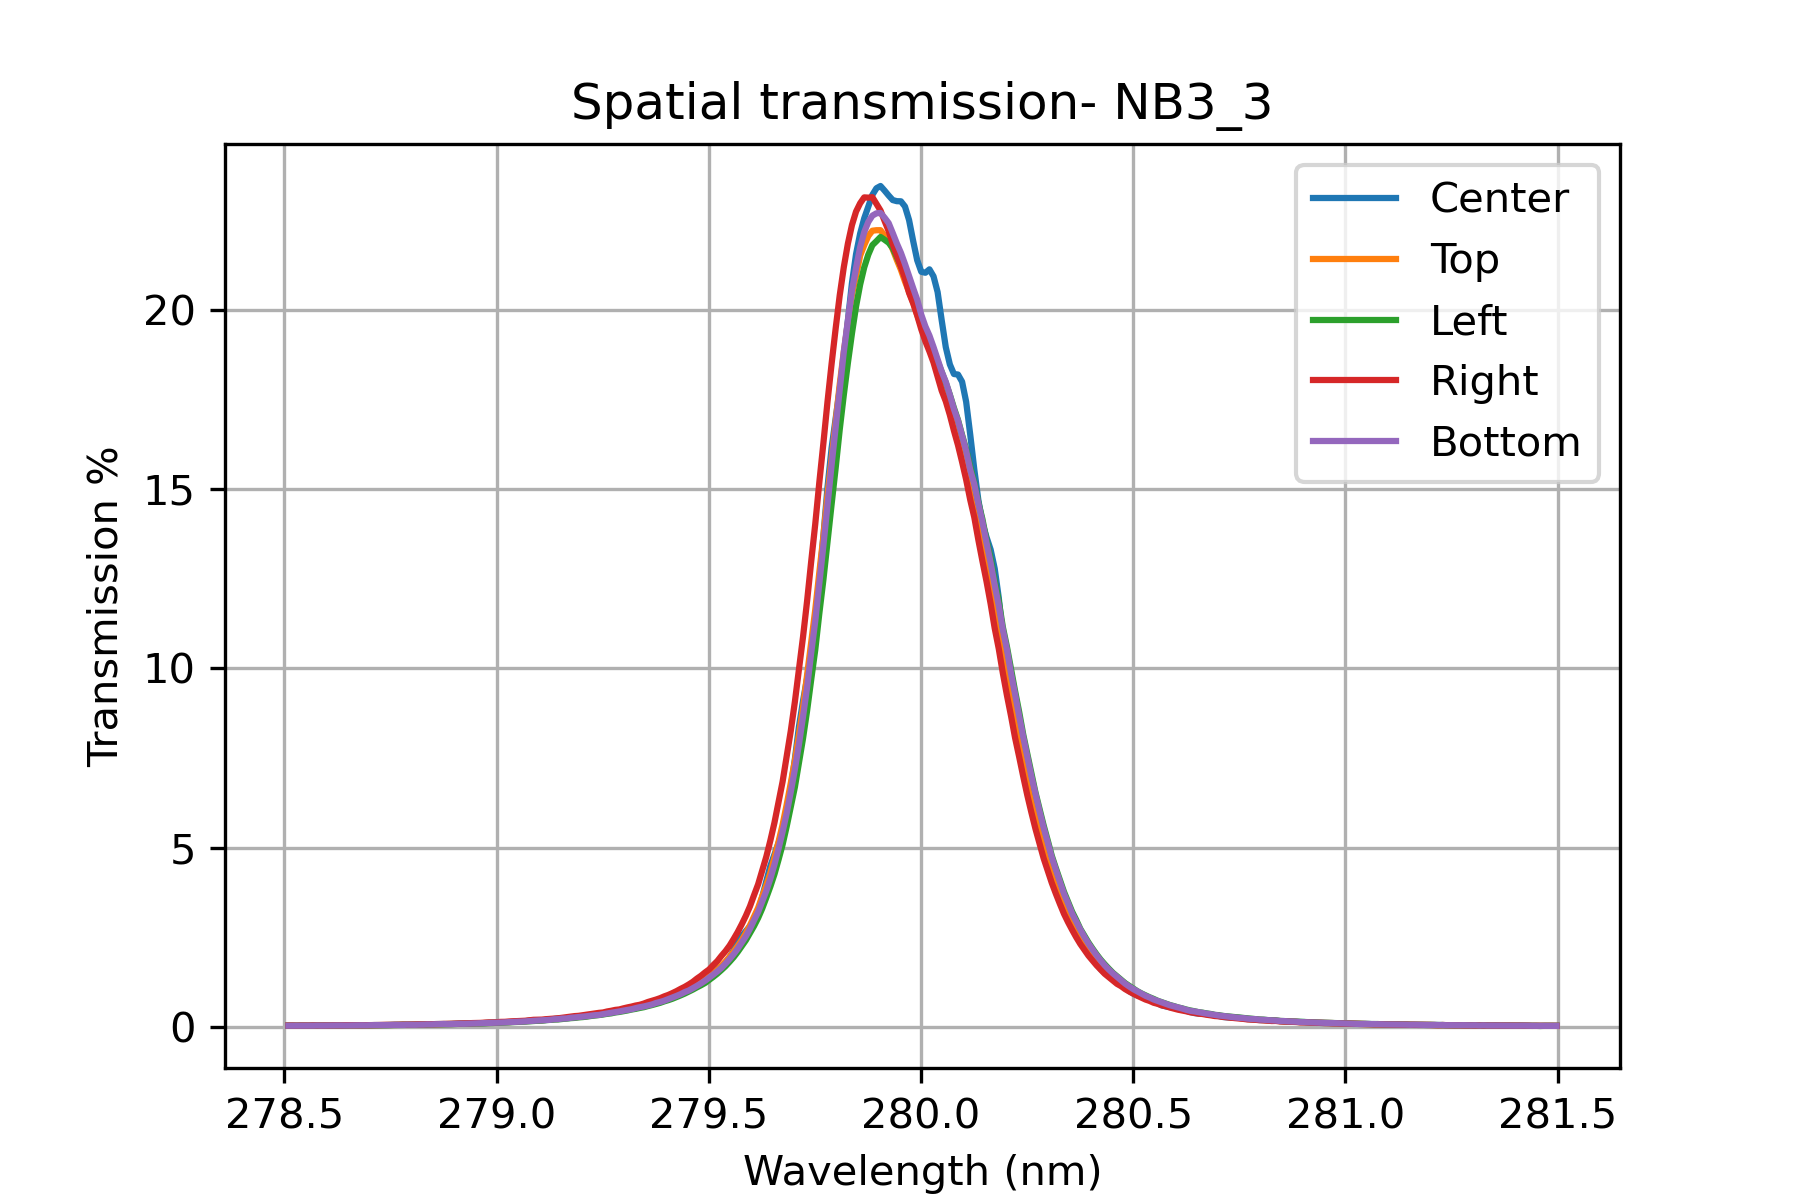 Spatial transmission- NB3_3
Center
Top
Left
Right
Bottom
Transmission %
20
15
10
5
0
278.5 279.0 279.5 280.0 280.5 281.0 281.5
Wavelength (nm)